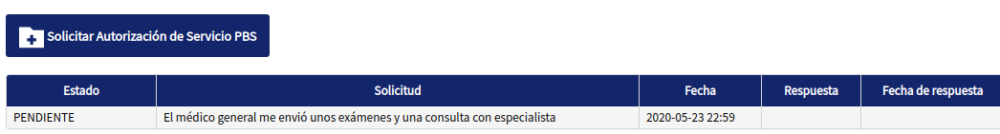 Solicitar Autorización de Servicio PBS
Estado Solicitud Fecha Respuesta Fecha de respuesta
PENDIENTE El médico general me envió unos exámenes y una consulta con especialista 2020-05-23 22:59